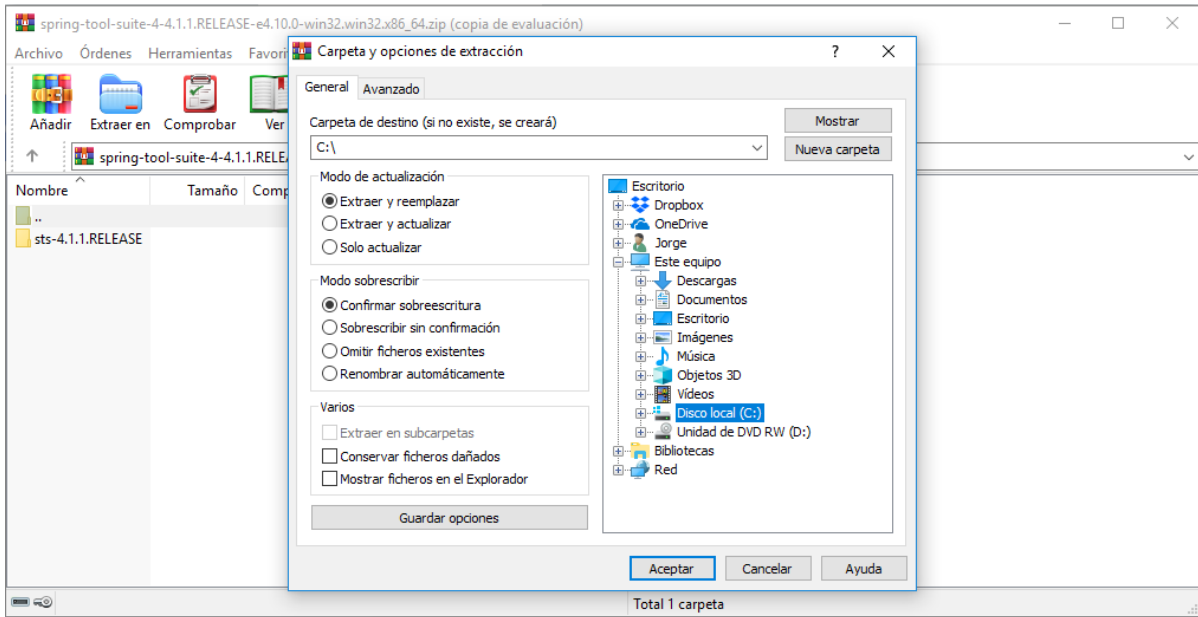 spring-tool-suite-4-4.1.1.RELEASE-e4.10.0-win32.win32.x86_64.zip (copia de evaluación)
Archivo Órdenes Herramientas Favori
Añadir Extraer en Comprobar Ver
spring-tool-suite-4-4.1.1.RELEA
Nombre Tamaño Comp
..
sts-4.1.1.RELEASE
Total 1 carpeta
Carpeta y opciones de extracción
General Avanzado
Carpeta de destino (si no existe, se creará)
Mostrar
C:\
Nueva carpeta
Modo de actualización
Extraer y reemplazar
Extraer y actualizar
Solo actualizar
Modo sobrescribir
Confirmar sobreescritura
Sobrescribir sin confirmación
Omitir ficheros existentes
Renombrar automáticamente
Varios
Extraer en subcarpetas
Conservar ficheros dañados
Mostrar ficheros en el Explorador
Guardar opciones
Escritorio
Dropbox
OneDrive
Jorge
Este equipo
Descargas
Documentos
Escritorio
Imágenes
Música
Objetos 3D
Vídeos
Disco local (C:)
Unidad de DVD RW (D:)
Bibliotecas
Red
Aceptar Cancelar Ayuda